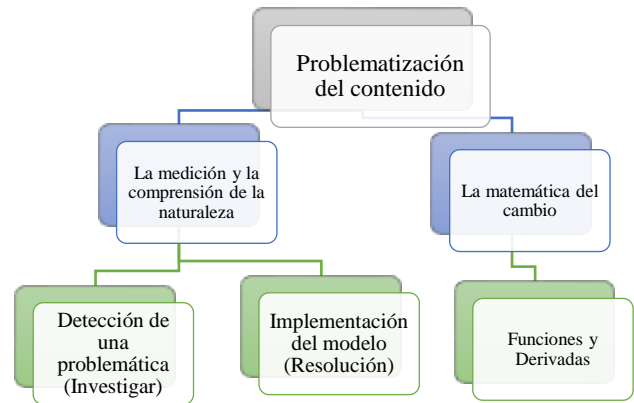 Problematización
del contenido
La medición y la
comprensión de la
naturaleza
La matemática del
cambio
Detección de
una
problemática
(Investigar)
Implementación
del modelo
(Resolución)
Funciones y
Derivadas